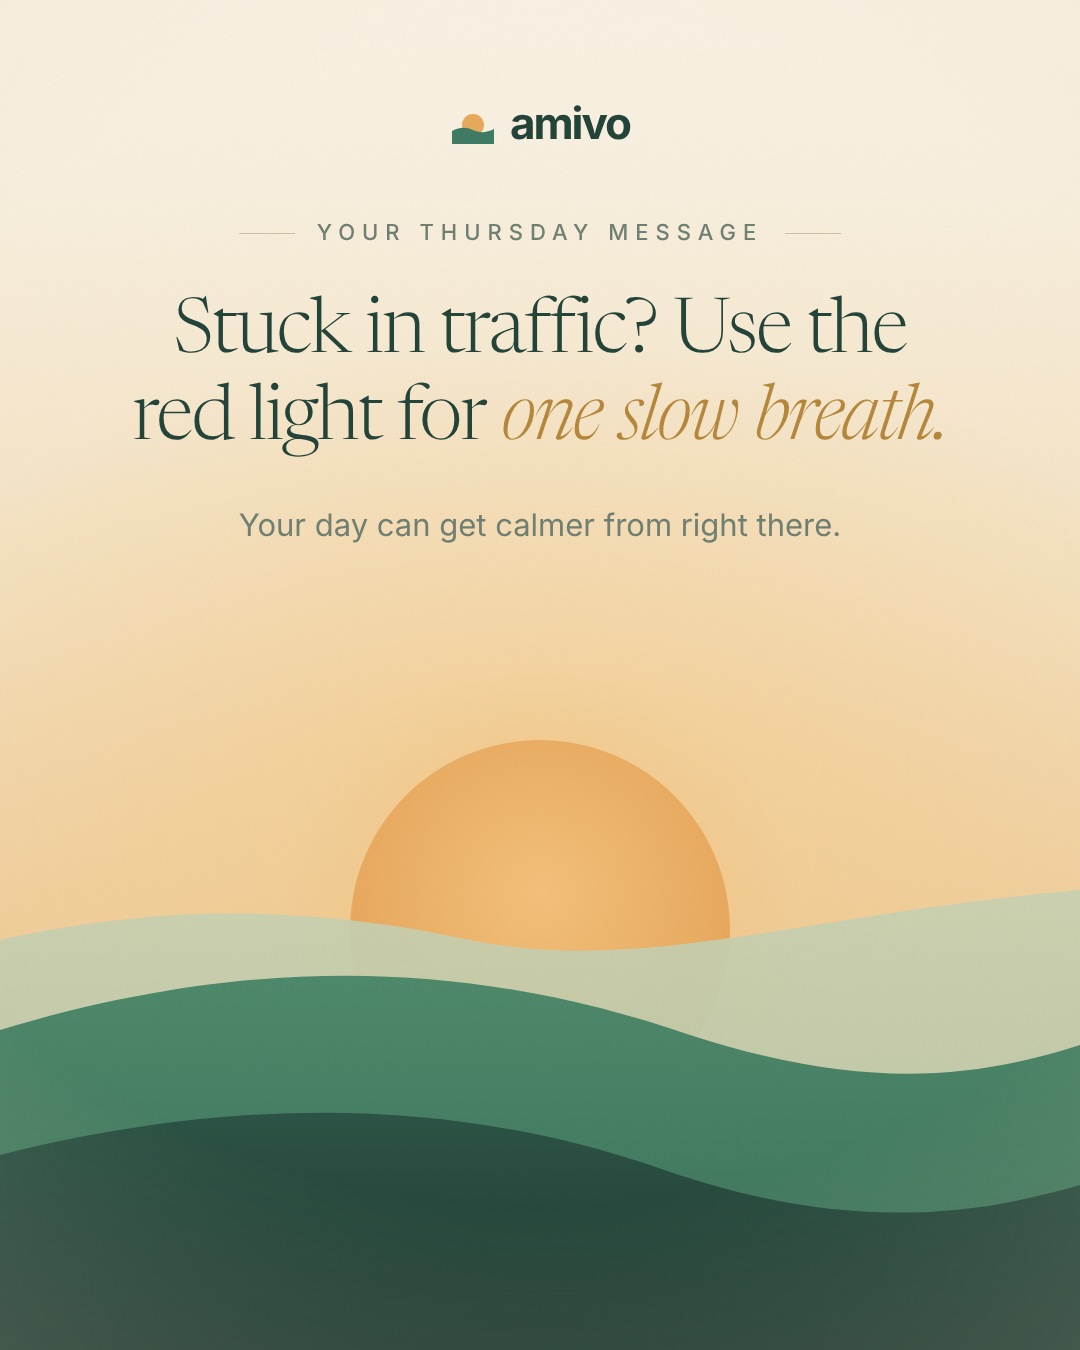 amivo
YOUR THURSDAY MESSAGE
Stuck in traffic? Use the
red light for one slow breath.
Your day can get calmer from right there.